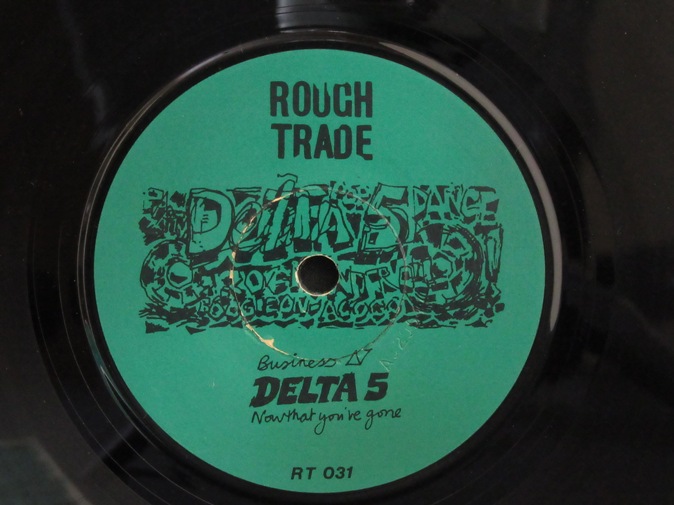 ROUGH
TRADE
DELTA 5 DANCE
Business
DELTA 5
Now that you've gone
RT 031